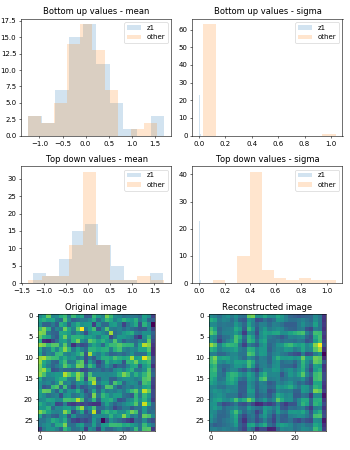 Bottom up values - mean
Bottom up values - sigma
17.5
15.0
12.5
10.0
7.5
5.0
2.5
0.0
z1
other
−1.0 −0.5 0.0 0.5 1.0 1.5
60
50
40
30
20
10
0
z1
other
0.0 0.2 0.4 0.6 0.8 1.0
Top down values - mean
Top down values - sigma
30
25
20
15
10
5
0
z1
other
−1.5 −1.0 −0.5 0.0 0.5 1.0 1.5
40
30
20
10
0
z1
other
0.0 0.2 0.4 0.6 0.8 1.0
Original image
Reconstructed image
0
5
10
15
20
25
0 10 20
0
5
10
15
20
25
0 10 20